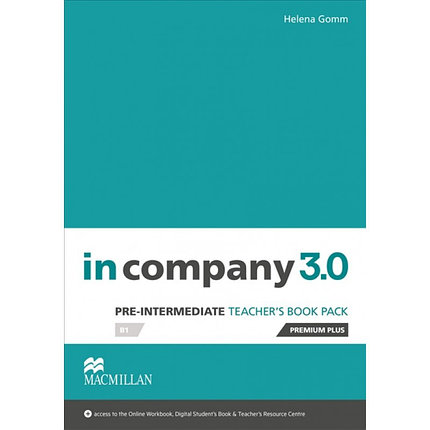 Helena Gomm
in company 3.0
PRE-INTERMEDIATE TEACHER'S BOOK PACK
B1
PREMIUM PLUS
MACMILLAN
+ access to the Online Workbook, Digital Student's Book & Teacher's Resource Centre